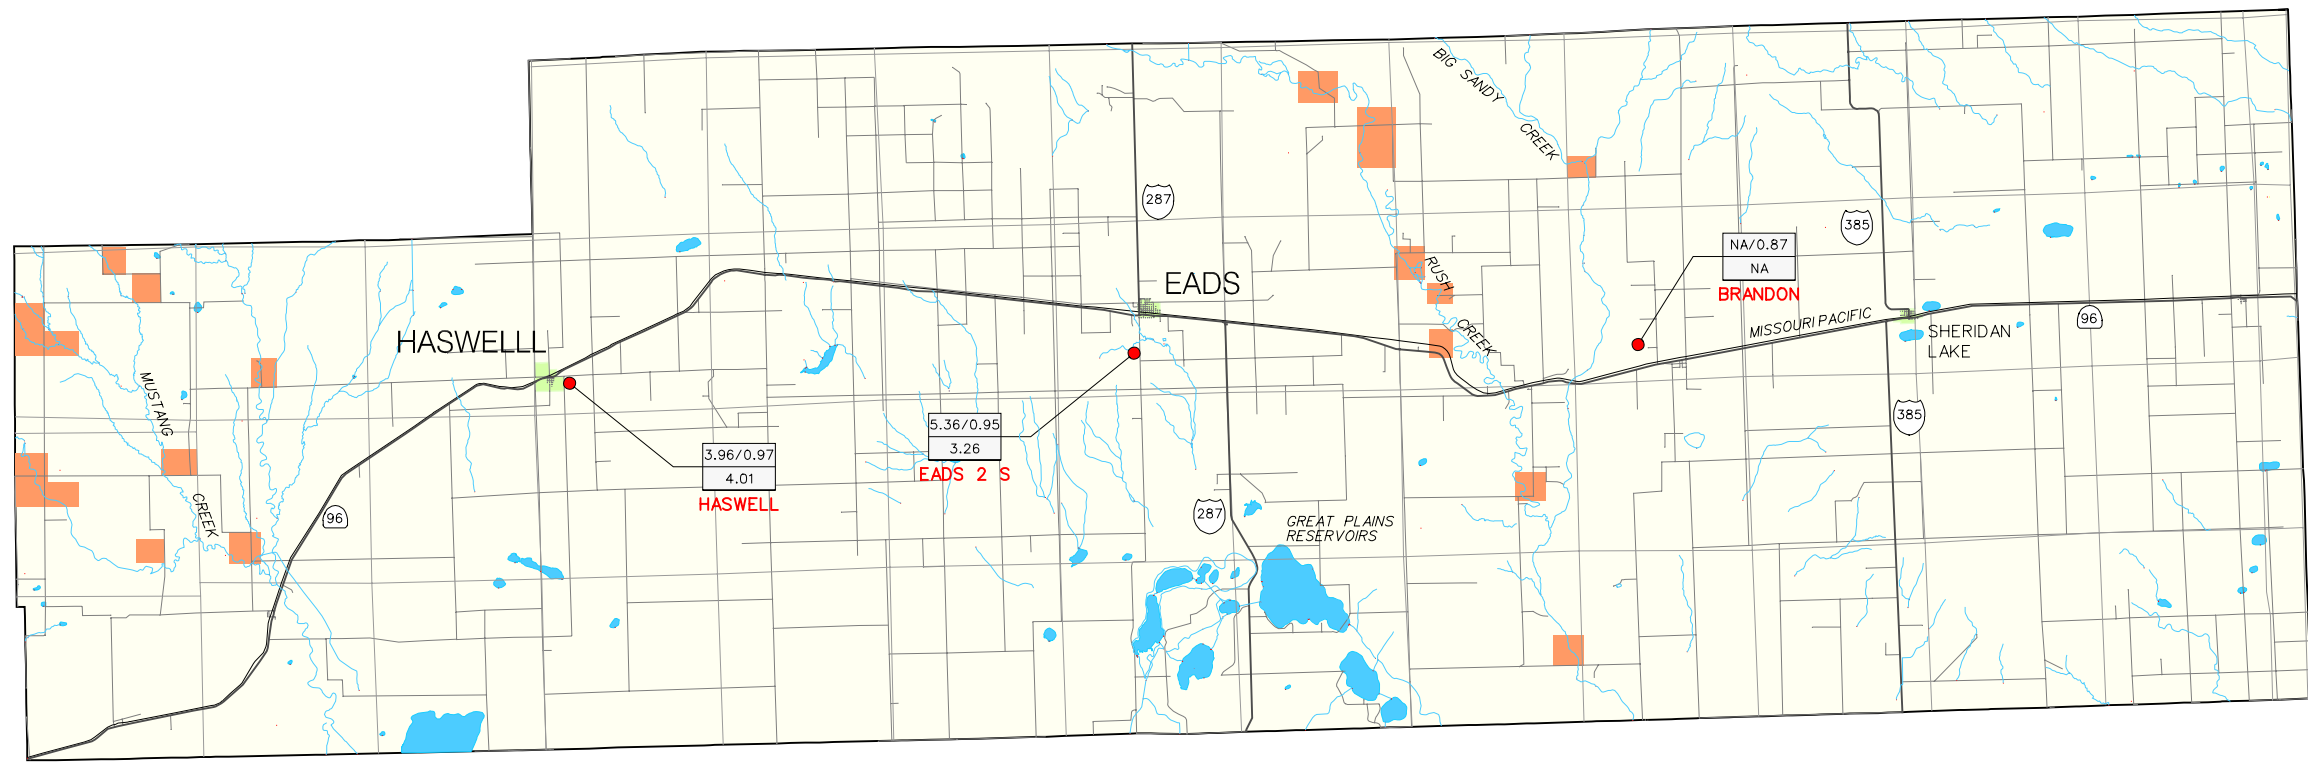 BIG SANDY
CREEK
287
385
NA/0.87
NA
BRANDON
EADS
RUSH
CREEK
HASWELLL
MISSOURI PACIFIC
96
SHERIDAN
LAKE
MUSTANG
CREEK
385
5.36/0.95
3.26
EADS 2 S
3.96/0.97
4.01
HASWELL
96
287
GREAT PLAINS
RESERVOIRS